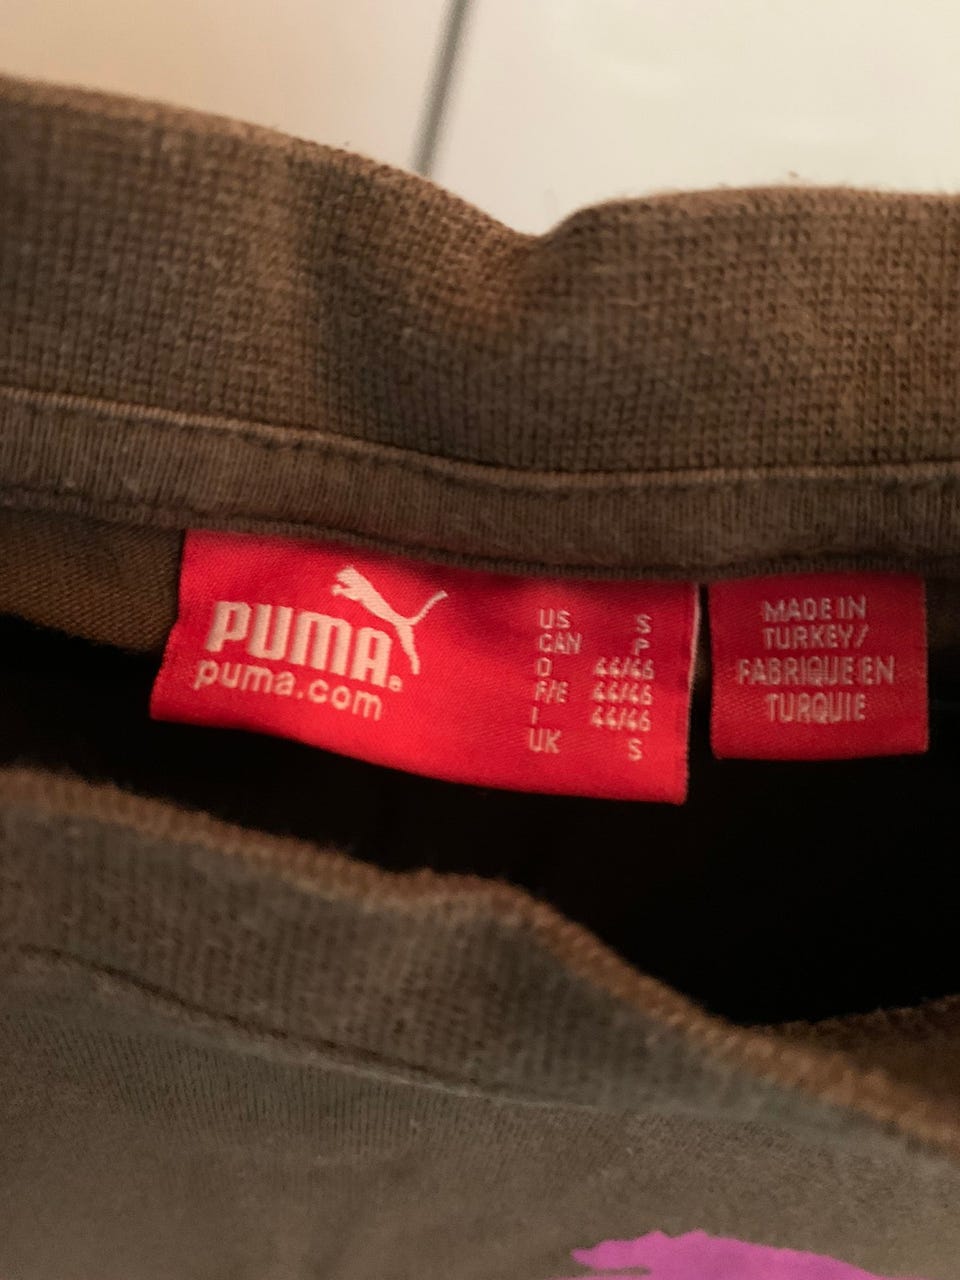 PUMA®
puma.com
US S
CAN P
D 44/46
F/E 44/46
I 44/46
UK S
MADE IN
TURKEY/
FABRIQUE EN
TURQUIE